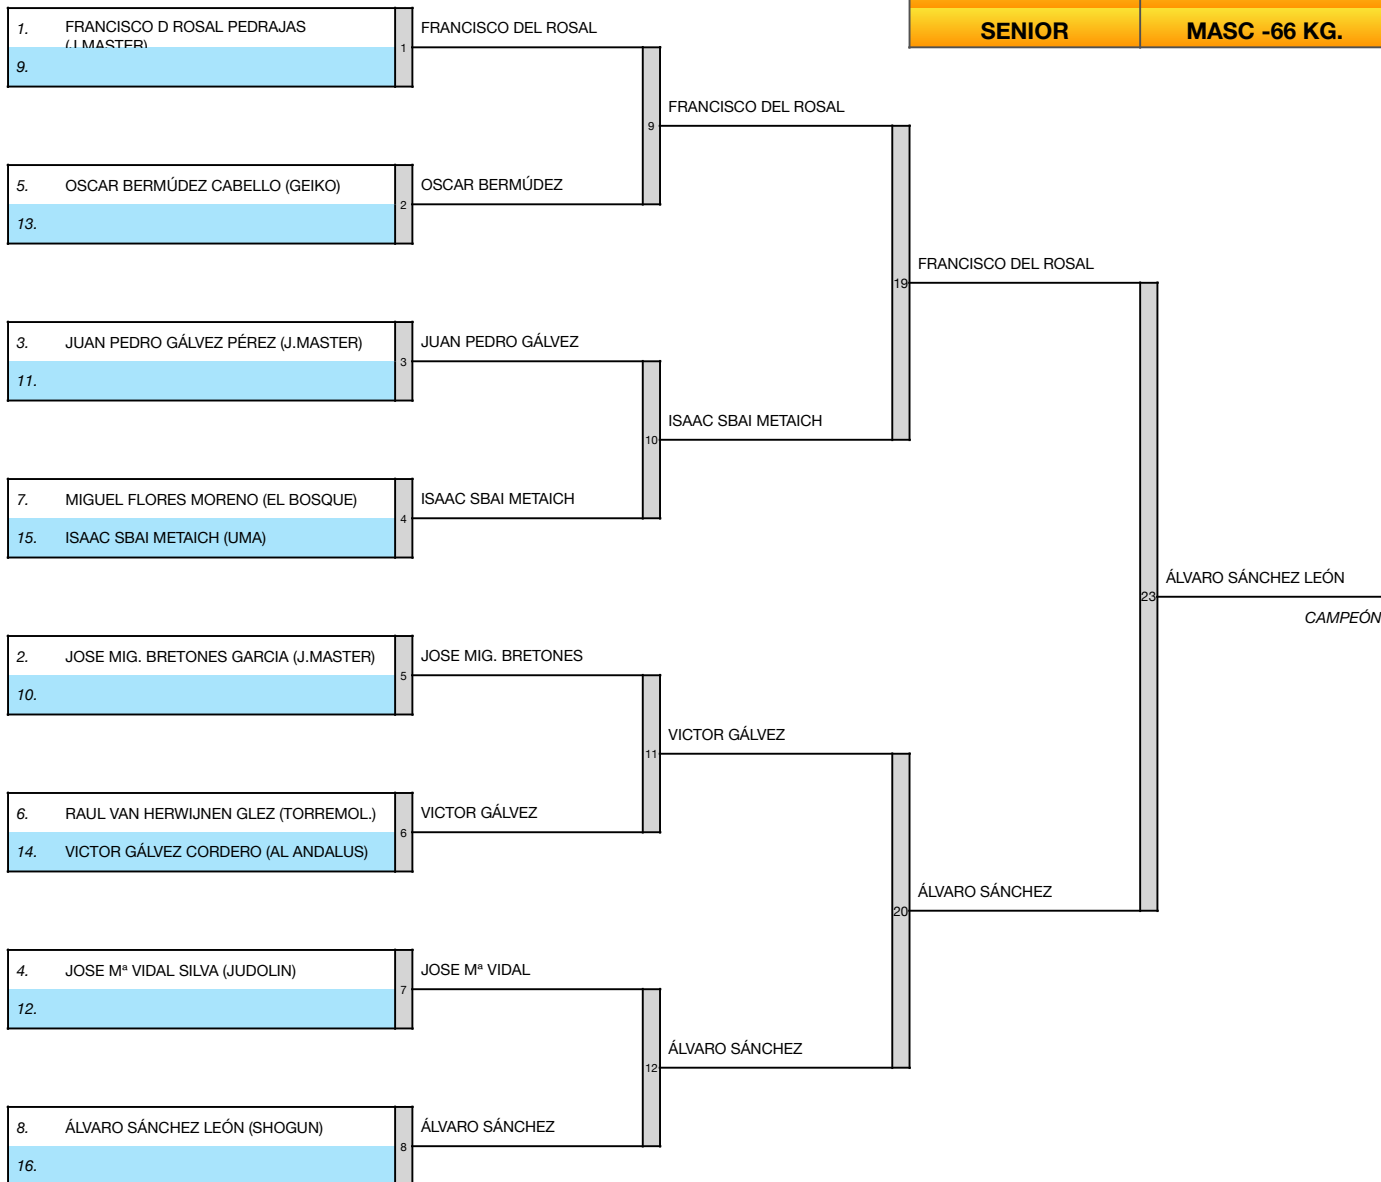 1. FRANCISCO D ROSAL PEDRAJAS
(J.MASTER)
9.
1
FRANCISCO DEL ROSAL
SENIOR MASC -66 KG.
FRANCISCO DEL ROSAL
9
5. OSCAR BERMÚDEZ CABELLO (GEIKO)
13.
2
OSCAR BERMÚDEZ
FRANCISCO DEL ROSAL
19
3. JUAN PEDRO GÁLVEZ PÉREZ (J.MASTER)
11.
3
JUAN PEDRO GÁLVEZ
ISAAC SBAI METAICH
10
7. MIGUEL FLORES MORENO (EL BOSQUE)
15. ISAAC SBAI METAICH (UMA)
4
ISAAC SBAI METAICH
ÁLVARO SÁNCHEZ LEÓN
23
CAMPEÓN
2. JOSE MIG. BRETONES GARCIA (J.MASTER)
10.
5
JOSE MIG. BRETONES
VICTOR GÁLVEZ
11
6. RAUL VAN HERWIJNEN GLEZ (TORREMOL.)
14. VICTOR GÁLVEZ CORDERO (AL ANDALUS)
6
VICTOR GÁLVEZ
ÁLVARO SÁNCHEZ
20
4. JOSE Mª VIDAL SILVA (JUDOLIN)
12.
7
JOSE Mª VIDAL
ÁLVARO SÁNCHEZ
12
8. ÁLVARO SÁNCHEZ LEÓN (SHOGUN)
16.
8
ÁLVARO SÁNCHEZ